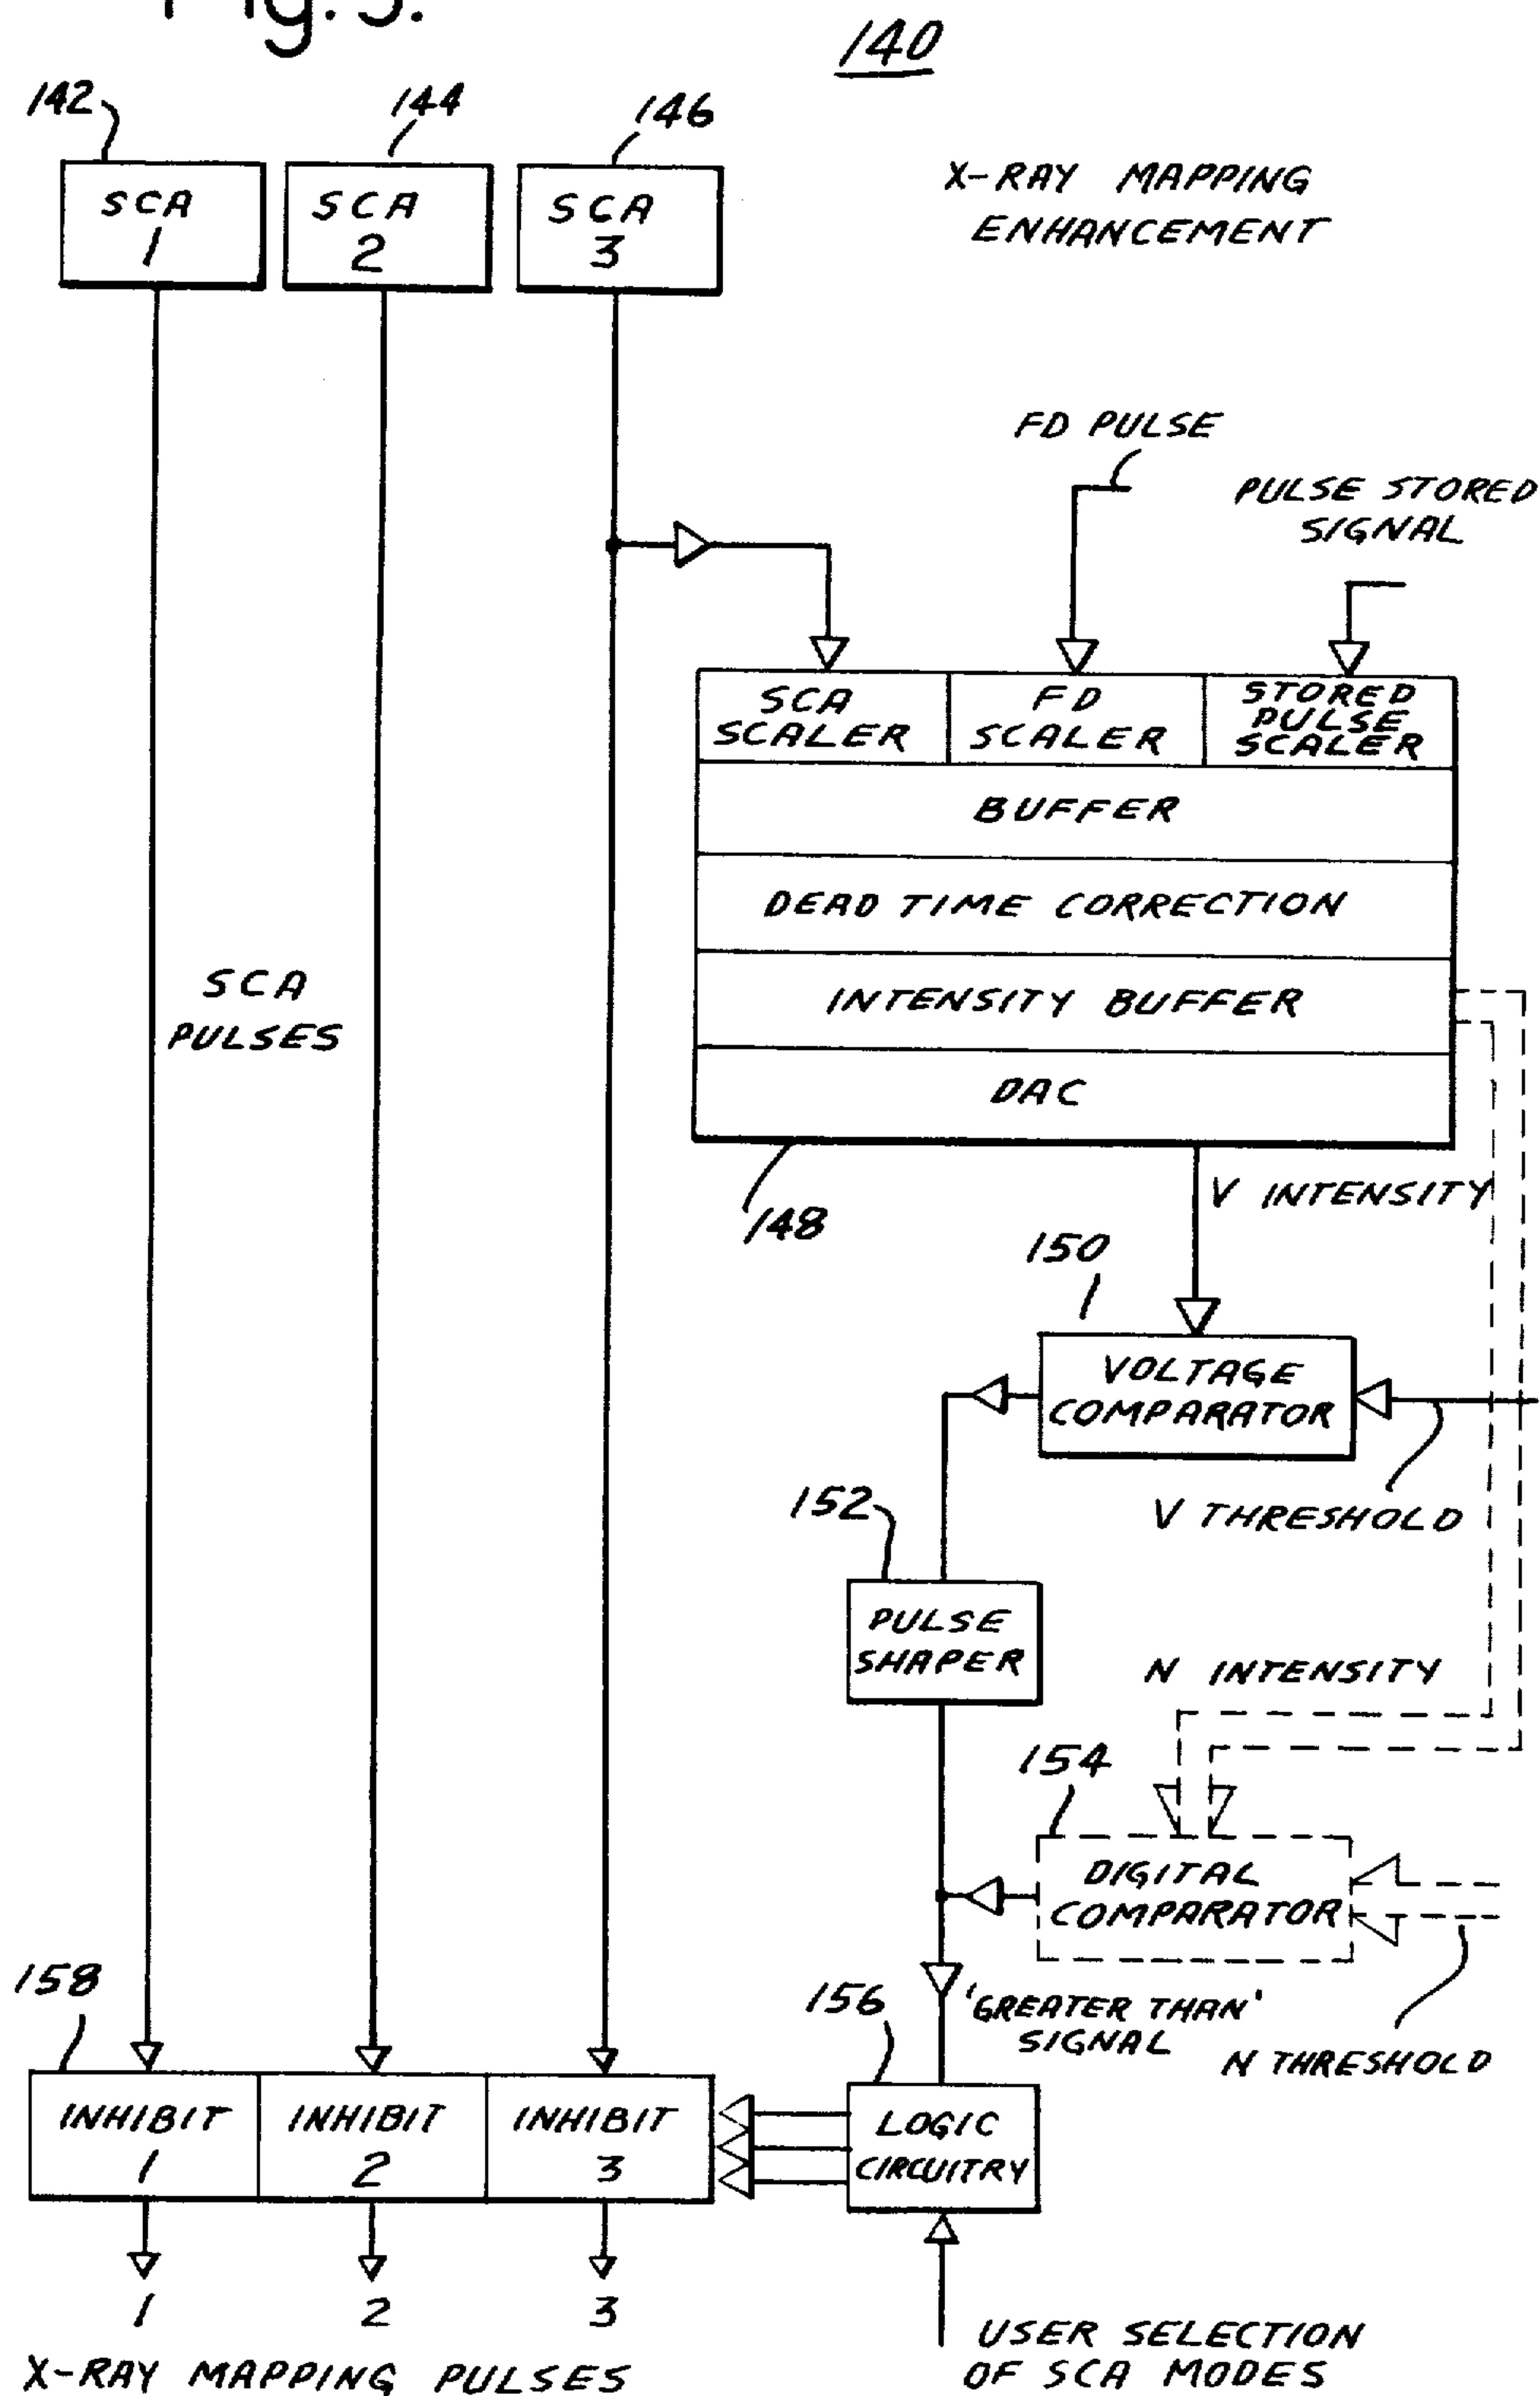 Fig. 5.
140
142
144
146
SCA
1
SCA
2
SCA
3
X-RAY MAPPING
ENHANCEMENT
FD PULSE
PULSE STORED
SIGNAL
SCA
SCALER
FD
SCALER
STORED
PULSE
SCALER
BUFFER
DEAD TIME CORRECTION
SCA
PULSES
INTENSITY BUFFER
DAC
148
V INTENSITY
150
VOLTAGE
COMPARATOR
V THRESHOLD
152
PULSE
SHAPER
N INTENSITY
154
DIGITAL
COMPARATOR
N THRESHOLD
'GREATER THAN'
SIGNAL
156
158
INHIBIT
1
INHIBIT
2
INHIBIT
3
LOGIC
CIRCUITRY
1
2
3
X-RAY MAPPING PULSES
USER SELECTION
OF SCA MODES